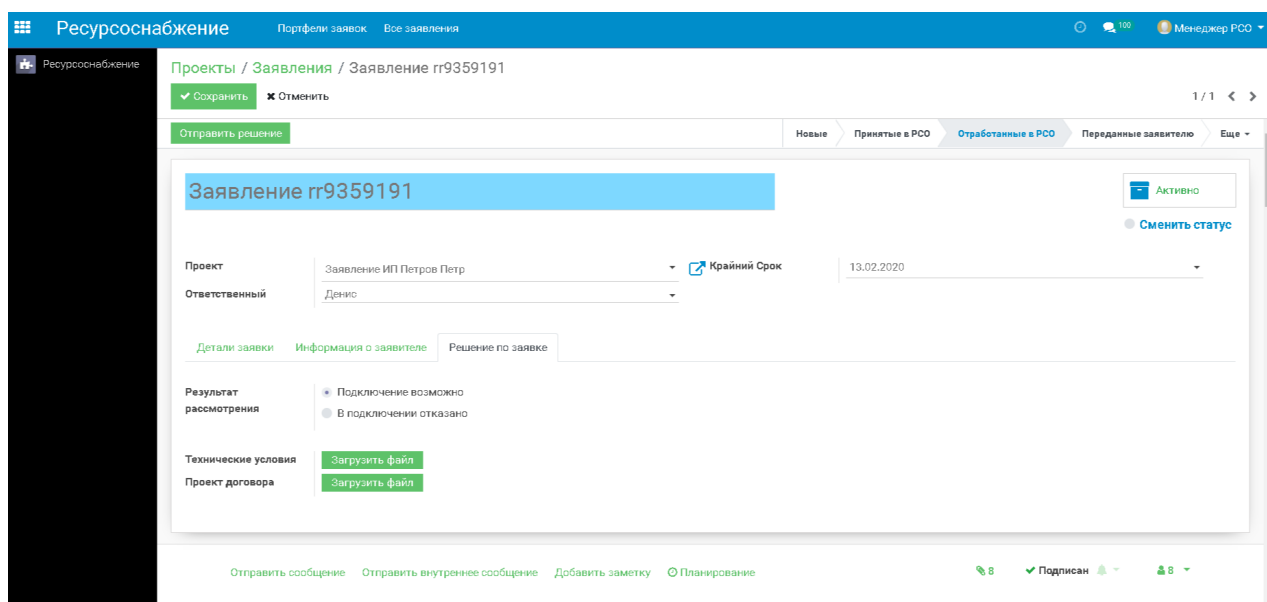 Ресурсоснабжение Портфели заявок Все заявления 100 Менеджер РСО
Ресурсоснабжение
Проекты / Заявления / Заявление rr9359191
Сохранить Отменить 1 / 1
Отправить решение Новые Принятые в РСО Отработанные в РСО Переданные заявителю Еще
Заявление rr9359191
Активно
Сменить статус
Проект Заявление ИП Петров Петр Крайний Срок 13.02.2020
Ответственный Денис
Детали заявки Информация о заявителе Решение по заявке
Результат рассмотрения
Подключение возможно
В подключении отказано
Технические условия Загрузить файл
Проект договора Загрузить файл
Отправить сообщение Отправить внутреннее сообщение Добавить заметку Планирование 8 Подписан 8